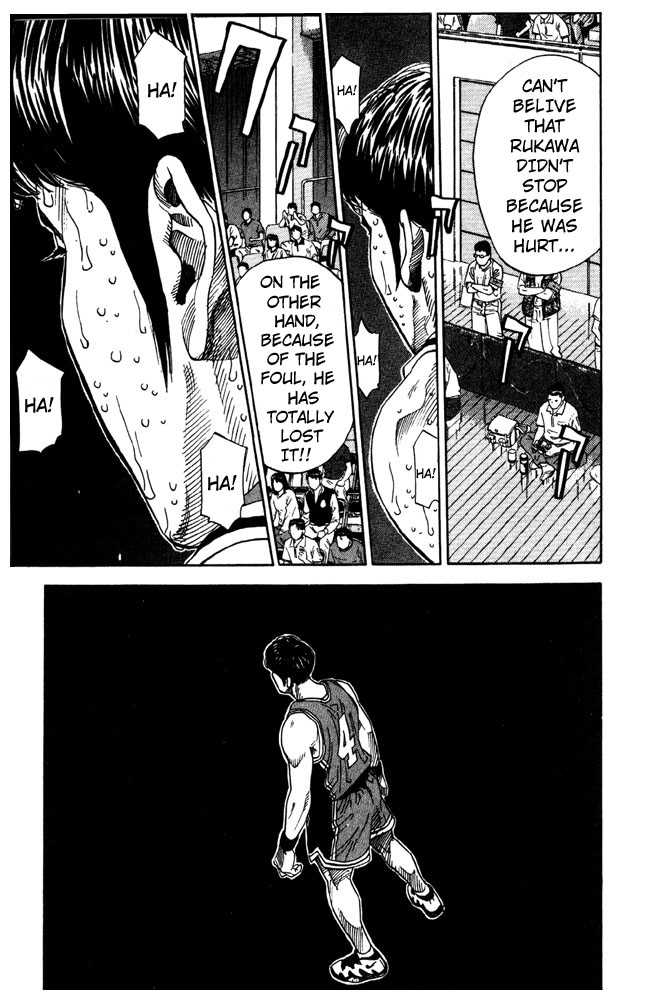 CAN'T
BELIVE
THAT
RUKAWA
DIDN'T
STOP
BECAUSE
HE WAS
HURT...
HA!
HA!
HA!
ON THE
OTHER
HAND,
BECAUSE
OF THE
FOUL, HE
HAS
TOTALLY
LOST
IT!!
HA!
HA!
HA!
4